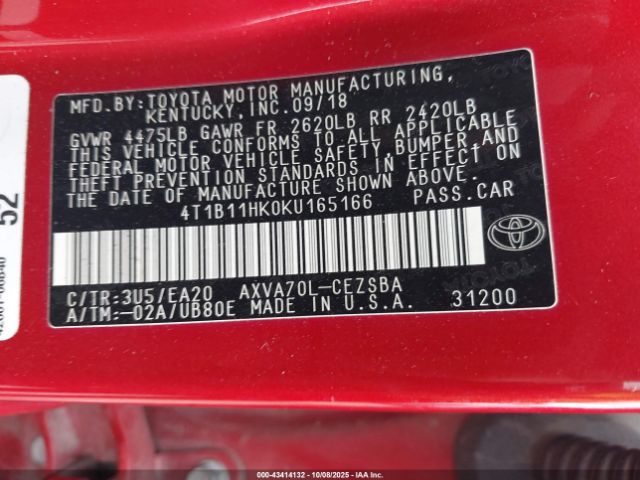 MFD.BY:TOYOTA MOTOR MANUFACTURING,
KENTUCKY, INC. 09/18
GVWR 4475LB GAWR FR 2620LB RR 2420LB
THIS VEHICLE CONFORMS TO ALL APPLICABLE
FEDERAL MOTOR VEHICLE SAFETY, BUMPER, AND
THEFT PREVENTION STANDARDS IN EFFECT ON
THE DATE OF MANUFACTURE SHOWN ABOVE.
4T1B11HK0KU165166 PASS.CAR
C/TR:3U5/EA20 AXVA70L-CEZSBA
A/TM:-02A/UB80E MADE IN U.S.A. 31200
TOYOTA
52
000-43414132 - 10/08/2025 - IAAI.COM